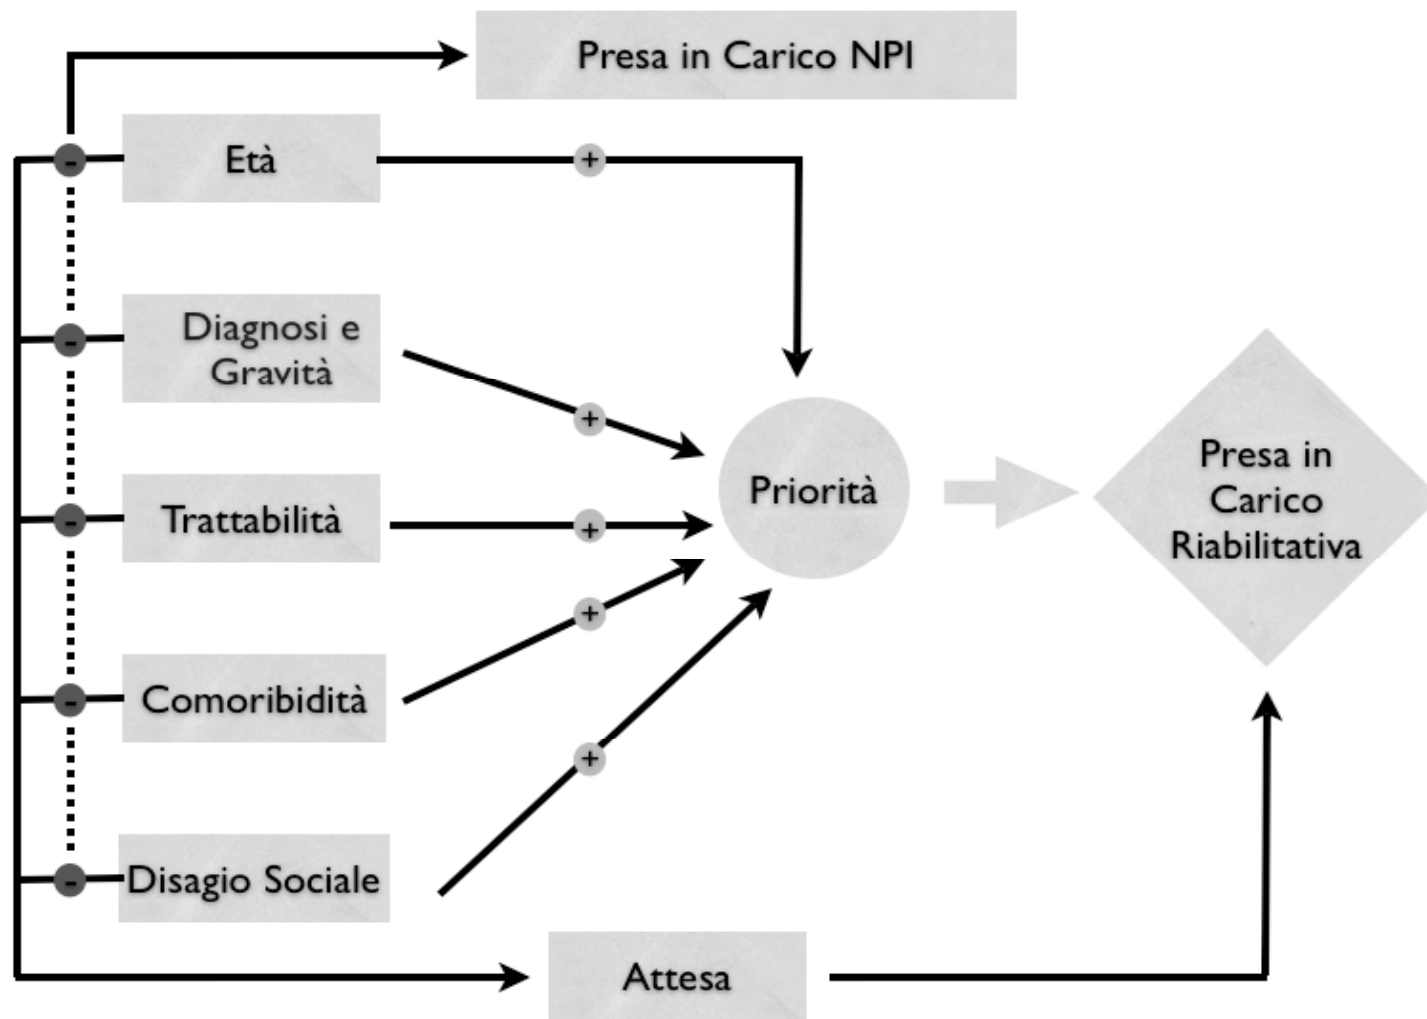 Presa in Carico NPI
-
Età
+
-
Diagnosi e
Gravità
+
-
Trattabilità
+
Priorità
Presa in
Carico
Riabilitativa
-
Comoribidità
+
-
Disagio Sociale
+
Attesa